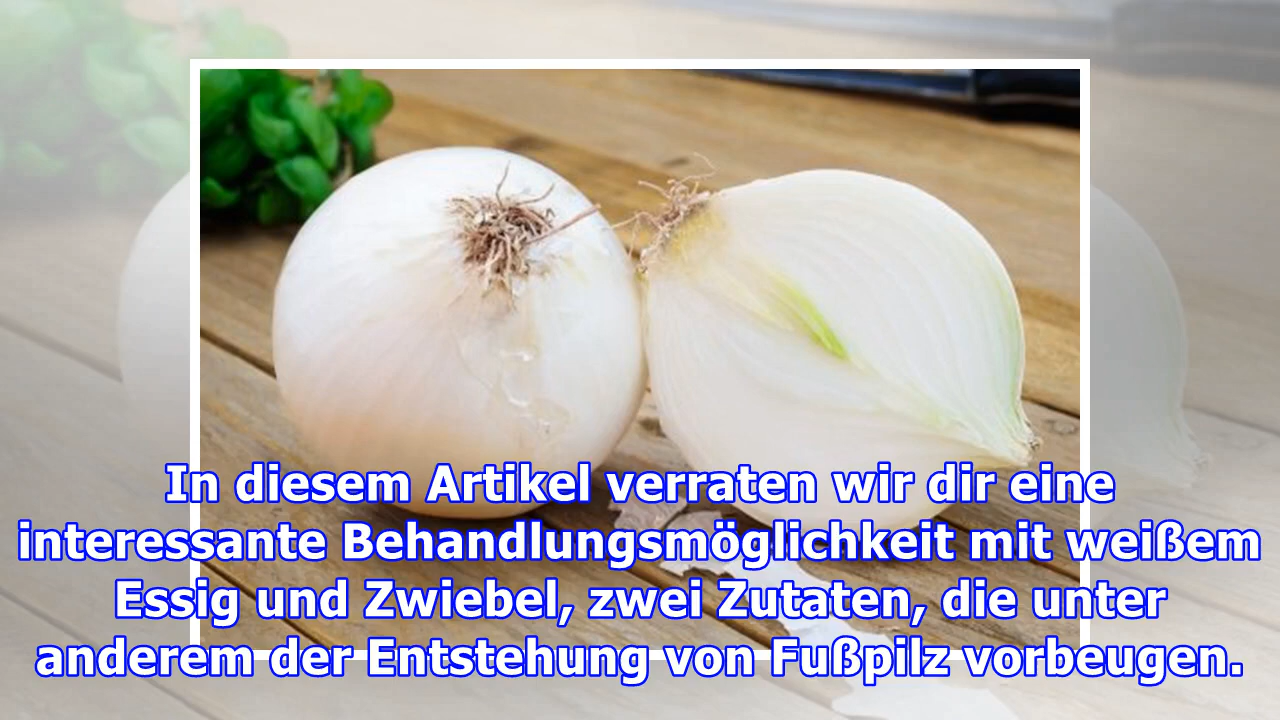 In diesem Artikel verraten wir dir eine
interessante Behandlungsmöglichkeit mit weißem
Essig und Zwiebel, zwei Zutaten, die unter
anderem der Entstehung von Fußpilz vorbeugen.